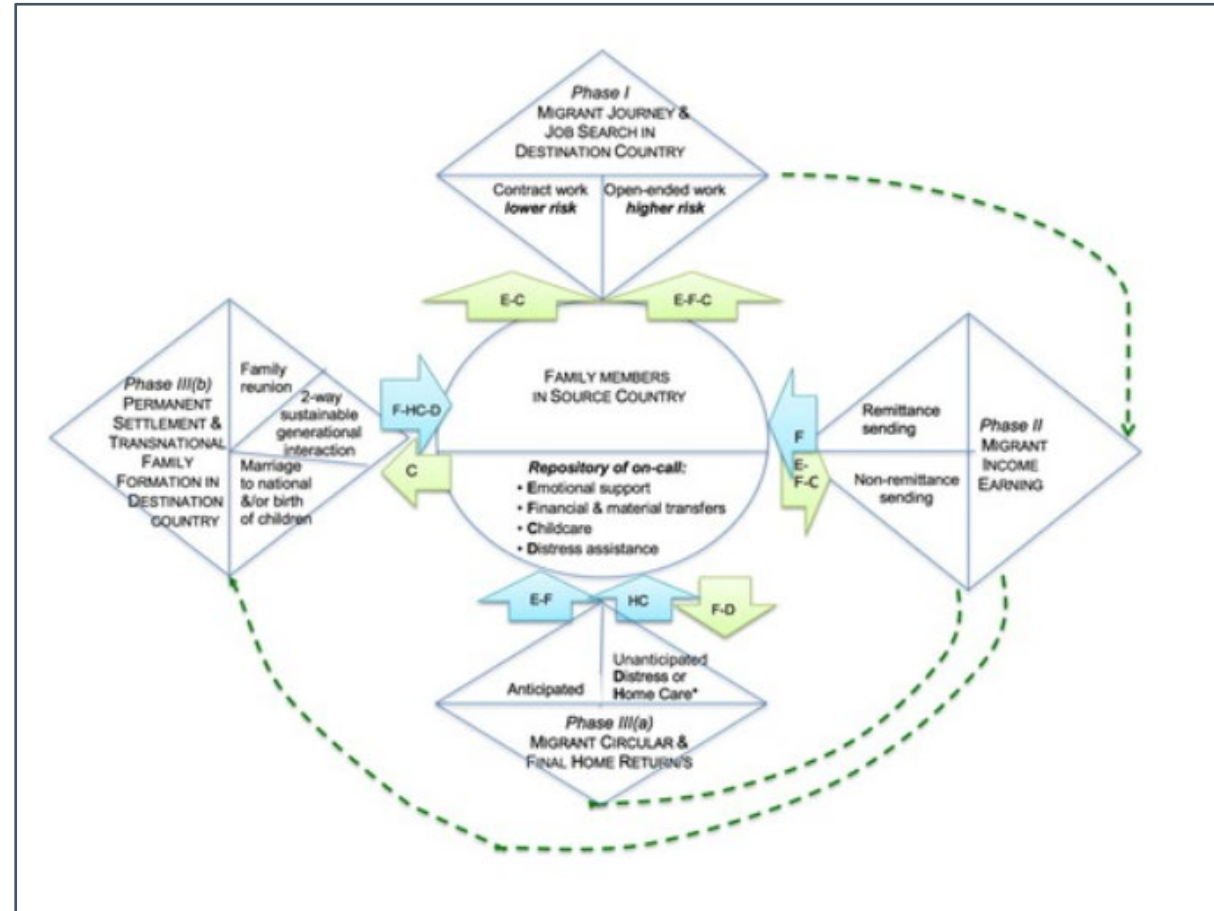 Phase I
MIGRANT JOURNEY &
JOB SEARCH IN
DESTINATION COUNTRY
Contract work
lower risk
Open-ended work
higher risk
E-C
E-F-C
Phase III(b)
PERMANENT
SETTLEMENT &
TRANSNATIONAL
FAMILY
FORMATION IN
DESTINATION
COUNTRY
Family
reunion
2-way
sustainable
generational
interaction
Marriage
to national
&/or birth
of children
F-HC-D
C
FAMILY MEMBERS
IN SOURCE COUNTRY
Repository of on-call:
• Emotional support
• Financial & material transfers
• Childcare
• Distress assistance
F
E-
F-C
Remittance
sending
Non-remittance
sending
Phase II
MIGRANT
INCOME
EARNING
E-F
HC
F-D
Anticipated
Unanticipated
Distress or
Home Care*
Phase III(a)
MIGRANT CIRCULAR &
FINAL HOME RETURN/S